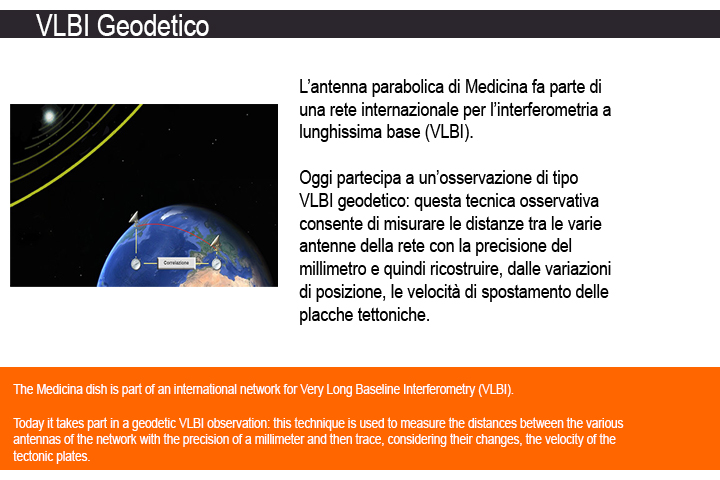 VLBI Geodetico
L'antenna parabolica di Medicina fa parte di
una rete internazionale per l'interferometria a
lunghissima base (VLBI).
Oggi partecipa a un'osservazione di tipo
VLBI geodetico: questa tecnica osservativa
consente di misurare le distanze tra le varie
antenne della rete con la precisione del
millimetro e quindi ricostruire, dalle variazioni
di posizione, le velocità di spostamento delle
placche tettoniche.
Correlazione
The Medicina dish is part of an international network for Very Long Baseline Interferometry (VLBI).
Today it takes part in a geodetic VLBI observation: this technique is used to measure the distances between the various
antennas of the network with the precision of a millimeter and then trace, considering their changes, the velocity of the
tectonic plates.